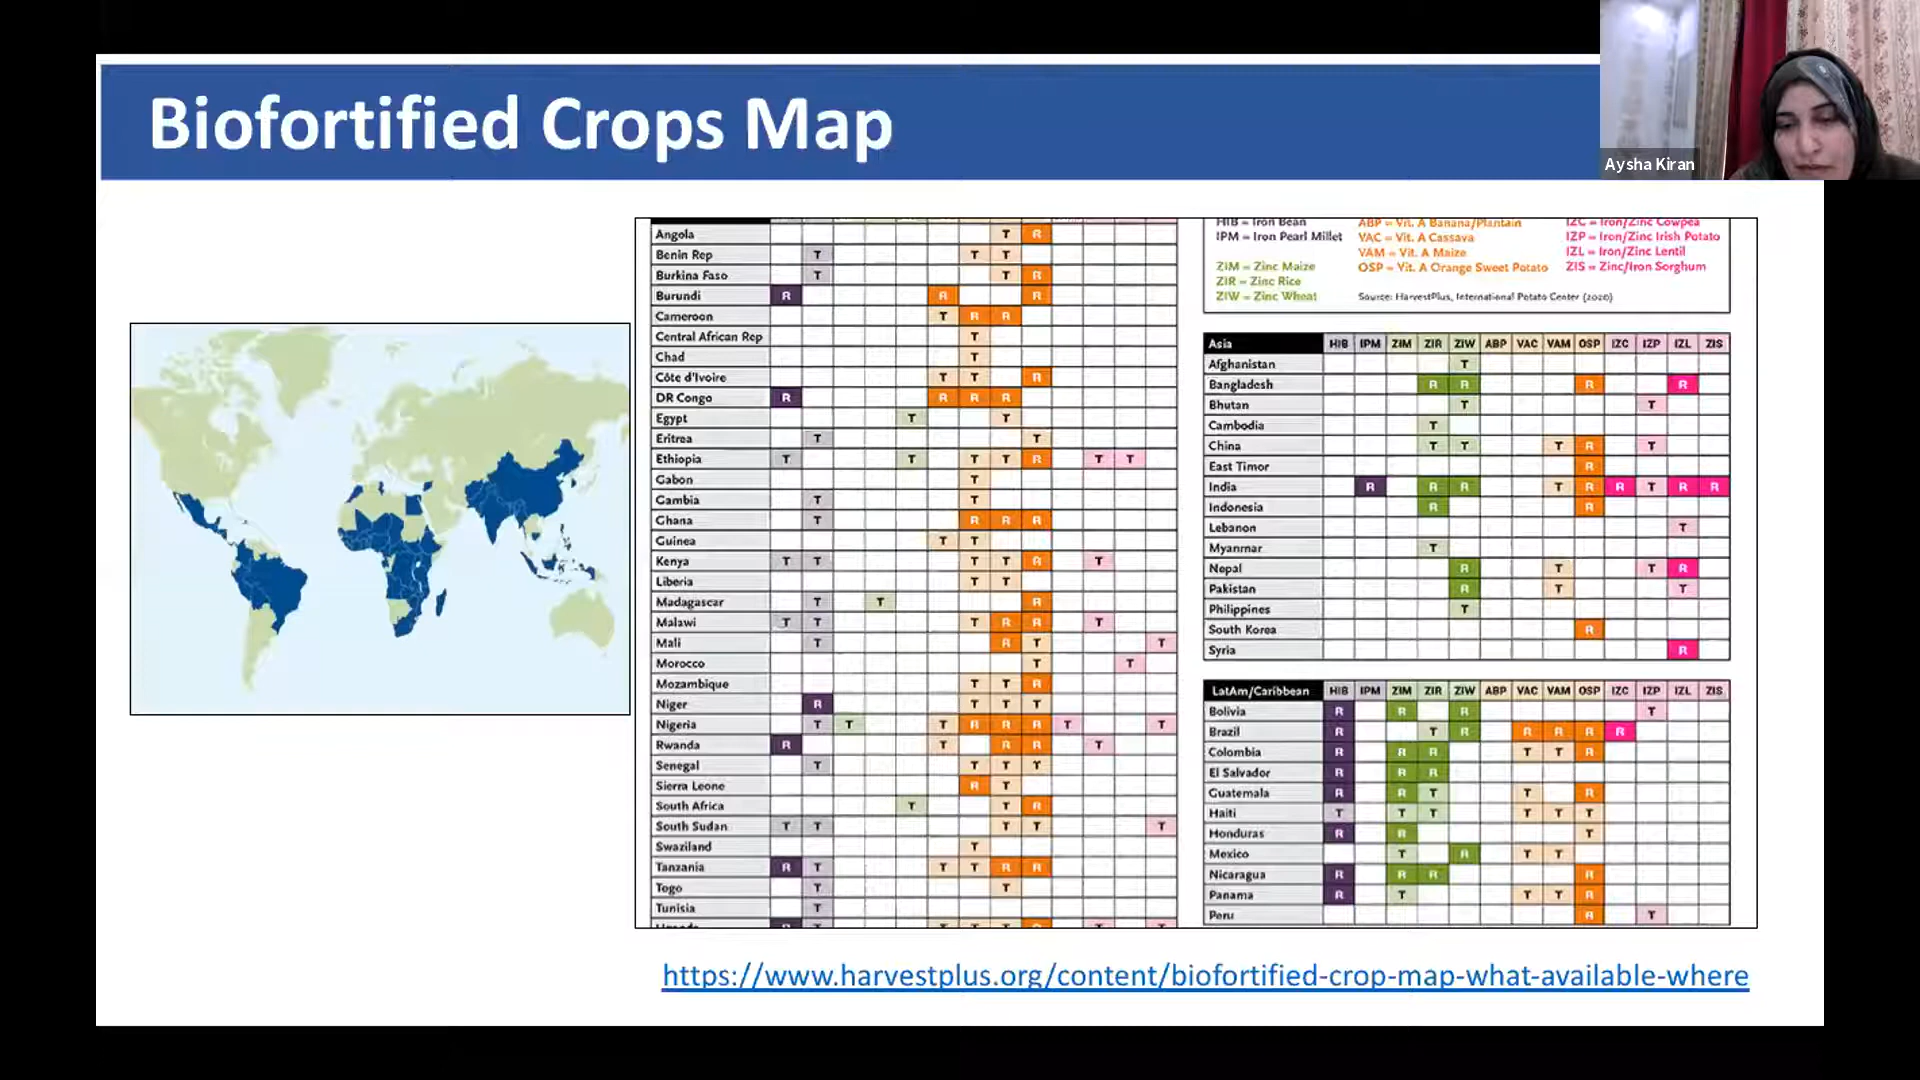 Biofortified Crops Map
Aysha Kiran
Angola T R
Benin Rep T T T
Burkina Faso T T R
Burundi R R R
Cameroon T R R
Central African Rep T
Chad T
Côte d'Ivoire T T R
DR Congo R R R R
Egypt T T
Eritrea T T
Ethiopia T T T T R T T
Gabon T
Gambia T T
Ghana T R R R
Guinea T T
Kenya T T T T R T
Liberia T T
Madagascar T T R
Malawi T T T R R T
Mali T R T T
Morocco T T
Mozambique T T R
Niger R T T T
Nigeria T T T R R R T T
Rwanda R T R R T
Senegal T T T T
Sierra Leone R T
South Africa T T R
South Sudan T T T T T
Swaziland T
Tanzania R T T T R R
Togo T T
Tunisia T
HIB = Iron Bean ABP = Vit. A Banana/Plantain IZC = Iron/Zinc Cowpea
IPM = Iron Pearl Millet VAC = Vit. A Cassava IZP = Iron/Zinc Irish Potato
VAM = Vit. A Maize IZL = Iron/Zinc Lentil
ZIM = Zinc Maize OSP = Vit. A Orange Sweet Potato ZIS = Zinc/Iron Sorghum
ZIR = Zinc Rice
ZIW = Zinc Wheat Source: HarvestPlus, International Potato Center (2020)
Asia HIB IPM ZIM ZIR ZIW ABP VAC VAM OSP IZC IZP IZL ZIS
Afghanistan T
Bangladesh R R R R
Bhutan T T
Cambodia T
China T T T R T
East Timor R
India R R R T R R T R R
Indonesia R R
Lebanon T
Myanmar T
Nepal R T T R
Pakistan R T T
Philippines T
South Korea R
Syria R
LatAm/Caribbean HIB IPM ZIM ZIR ZIW ABP VAC VAM OSP IZC IZP IZL ZIS
Bolivia R R R T
Brazil R T R R R R R
Colombia R R R T T R
El Salvador R R R
Guatemala R R T T R
Haiti T T T T T T
Honduras R R T
Mexico T R T T
Nicaragua R R R R
Panama R T T T R
Peru R T
https://www.harvestplus.org/content/biofortified-crop-map-what-available-where